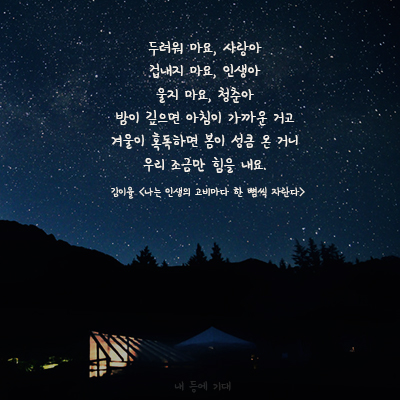 두려워 마요, 사랑아
겁내지 마요, 인생아
울지 마요, 청춘아
밤이 깊으면 아침이 가까운 거고
겨울이 혹독하면 봄이 성큼 온 거니
우리 조금만 힘을 내요.
김이율 <나는 인생의 고비마다 한 뼘씩 자란다>
내 등에 기대